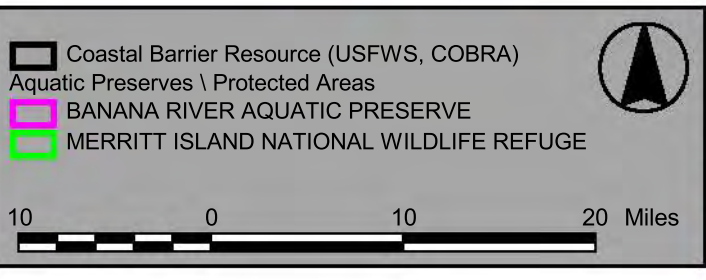 Coastal Barrier Resource (USFWS, COBRA)
Aquatic Preserves \ Protected Areas
BANANA RIVER AQUATIC PRESERVE
MERRITT ISLAND NATIONAL WILDLIFE REFUGE
10 0 10 20 Miles